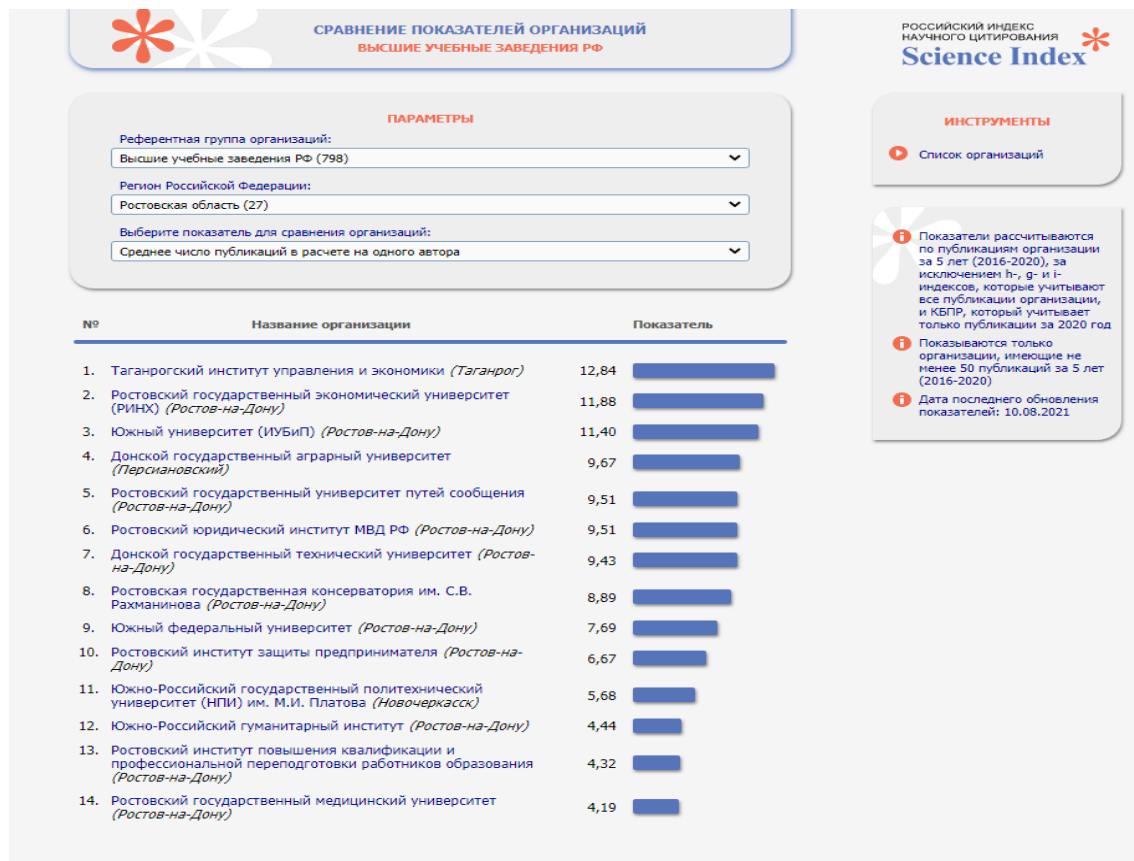 СРАВНЕНИЕ ПОКАЗАТЕЛЕЙ ОРГАНИЗАЦИЙ
ВЫСШИЕ УЧЕБНЫЕ ЗАВЕДЕНИЯ РФ
РОССИЙСКИЙ ИНДЕКС
НАУЧНОГО ЦИТИРОВАНИЯ
Science Index
ПАРАМЕТРЫ
Референтная группа организаций:
Высшие учебные заведения РФ (798)
Регион Российской Федерации:
Ростовская область (27)
Выберите показатель для сравнения организаций:
Среднее число публикаций в расчете на одного автора
ИНСТРУМЕНТЫ
Список организаций
Показатели рассчитываются
по публикациям организации
за 5 лет (2016-2020), за
исключением h-, g- и i-
индексов, которые учитывают
все публикации организации,
и КБПР, который учитывает
только публикации за 2020 год
Показываются только
организации, имеющие не
менее 50 публикаций за 5 лет
(2016-2020)
Дата последнего обновления
показателей: 10.08.2021
№ Название организации Показатель
1. Таганрогский институт управления и экономики (Таганрог) 12,84
2. Ростовский государственный экономический университет
(РИНХ) (Ростов-на-Дону) 11,88
3. Южный университет (ИУБиП) (Ростов-на-Дону) 11,40
4. Донской государственный аграрный университет
(Персиановский) 9,67
5. Ростовский государственный университет путей сообщения
(Ростов-на-Дону) 9,51
6. Ростовский юридический институт МВД РФ (Ростов-на-Дону) 9,51
7. Донской государственный технический университет (Ростов-
на-Дону) 9,43
8. Ростовская государственная консерватория им. С.В.
Рахманинова (Ростов-на-Дону) 8,89
9. Южный федеральный университет (Ростов-на-Дону) 7,69
10. Ростовский институт защиты предпринимателя (Ростов-на-
Дону) 6,67
11. Южно-Российский государственный политехнический
университет (НПИ) им. М.И. Платова (Новочеркасск) 5,68
12. Южно-Российский гуманитарный институт (Ростов-на-Дону) 4,44
13. Ростовский институт повышения квалификации и
профессиональной переподготовки работников образования
(Ростов-на-Дону) 4,32
14. Ростовский государственный медицинский университет
(Ростов-на-Дону) 4,19